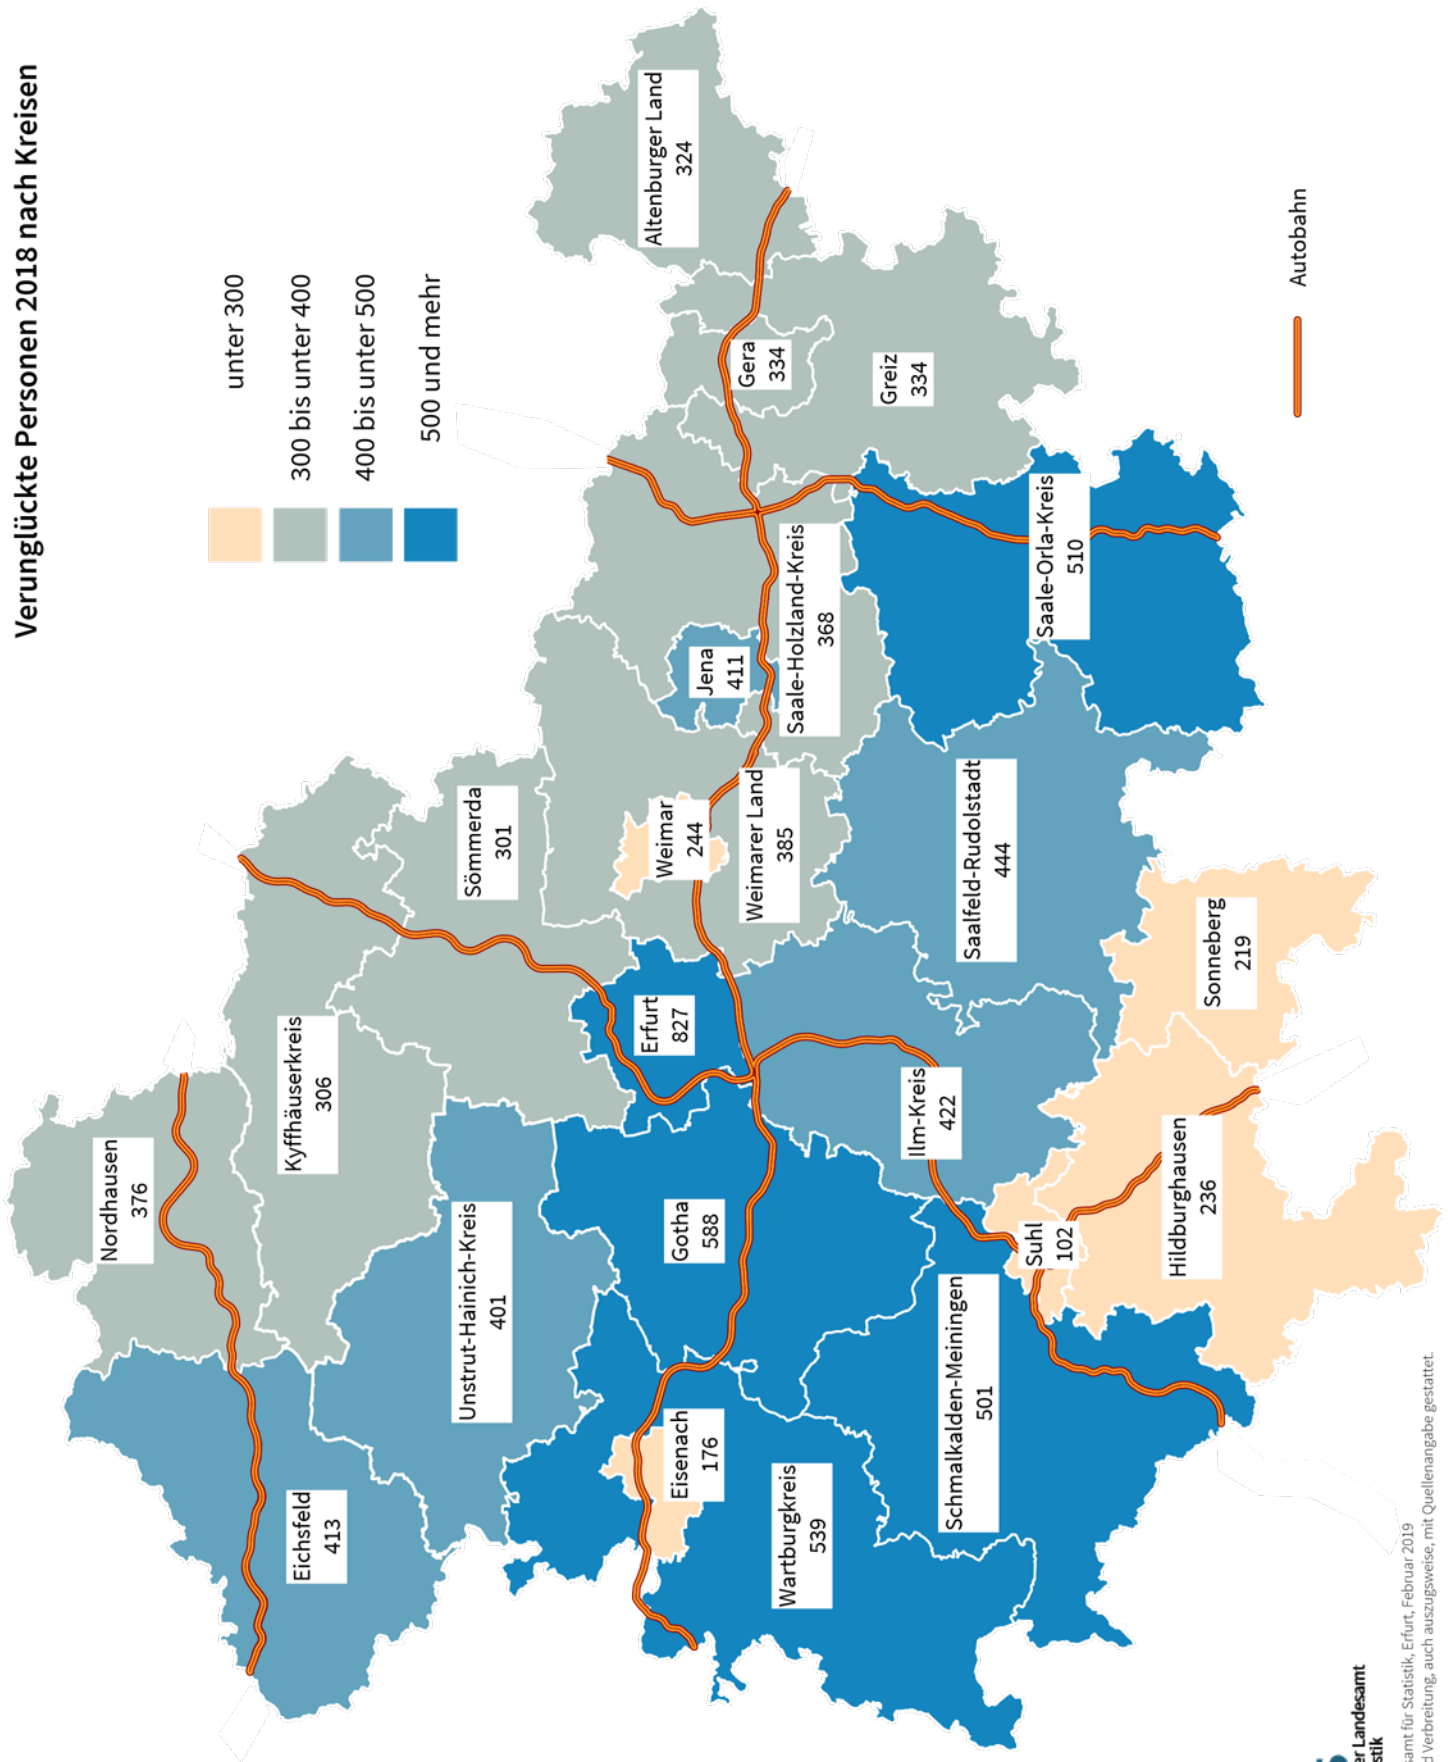 Verunglückte Personen 2018 nach Kreisen
unter 300
300 bis unter 400
400 bis unter 500
500 und mehr
Nordhausen
376
Eichsfeld
413
Kyffhäuserkreis
306
Unstrut-Hainich-Kreis
401
Sömmerda
301
Erfurt
827
Weimar
244
Weimarer Land
385
Jena
411
Saale-Holzland-Kreis
368
Gera
334
Altenburger Land
324
Greiz
334
Eisenach
176
Gotha
588
Wartburgkreis
539
Ilm-Kreis
422
Saalfeld-Rudolstadt
444
Saale-Orla-Kreis
510
Schmalkalden-Meiningen
501
Suhl
102
Hildburghausen
236
Sonneberg
219
Autobahn
Landesamt
für Statistik, Erfurt, Februar 2019
Verbreitung, auch auszugsweise, mit Quellenangabe gestattet.